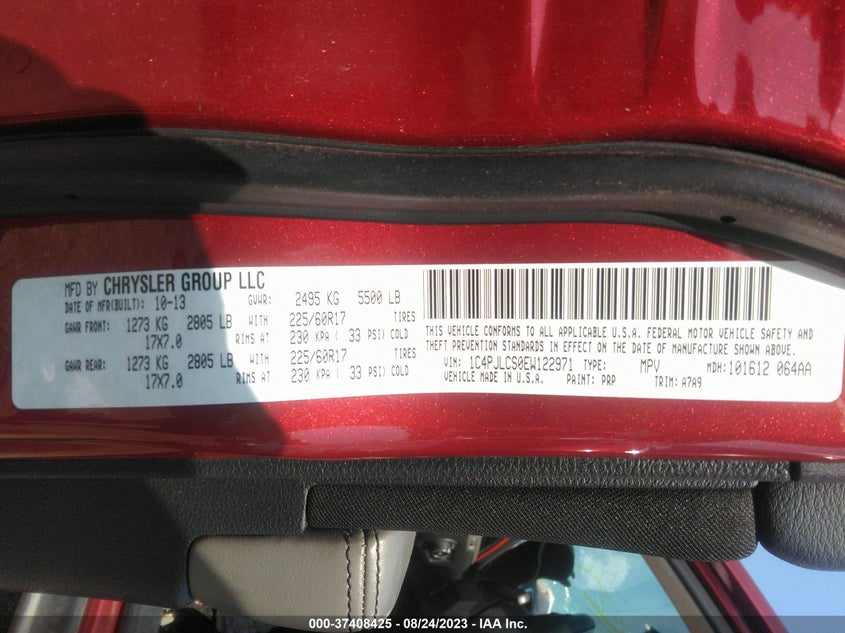 MFD BY CHRYSLER GROUP LLC
DATE OF MFR(BUILT): 10-13 GVWR: 2495 KG 5500 LB
GAWR FRONT: 1273 KG 2805 LB WITH 225/60R17 TIRES
17X7.0 RIMS AT 230 KPA ( 33 PSI) COLD
GAWR REAR: 1273 KG 2805 LB WITH 225/60R17 TIRES
17X7.0 RIMS AT 230 KPA ( 33 PSI) COLD
THIS VEHICLE CONFORMS TO ALL APPLICABLE U.S.A. FEDERAL MOTOR VEHICLE SAFETY AND
THEFT PREVENTION STANDARDS IN EFFECT ON THE DATE OF MANUFACTURE SHOWN ABOVE.
VIN: 1C4PJLCS0EW122971 TYPE: MPV MDH: 101612 064AA
VEHICLE MADE IN U.S.A. PAINT: PRP TRIM: A7A9
000-37408425 - 08/24/2023 - IAA Inc.